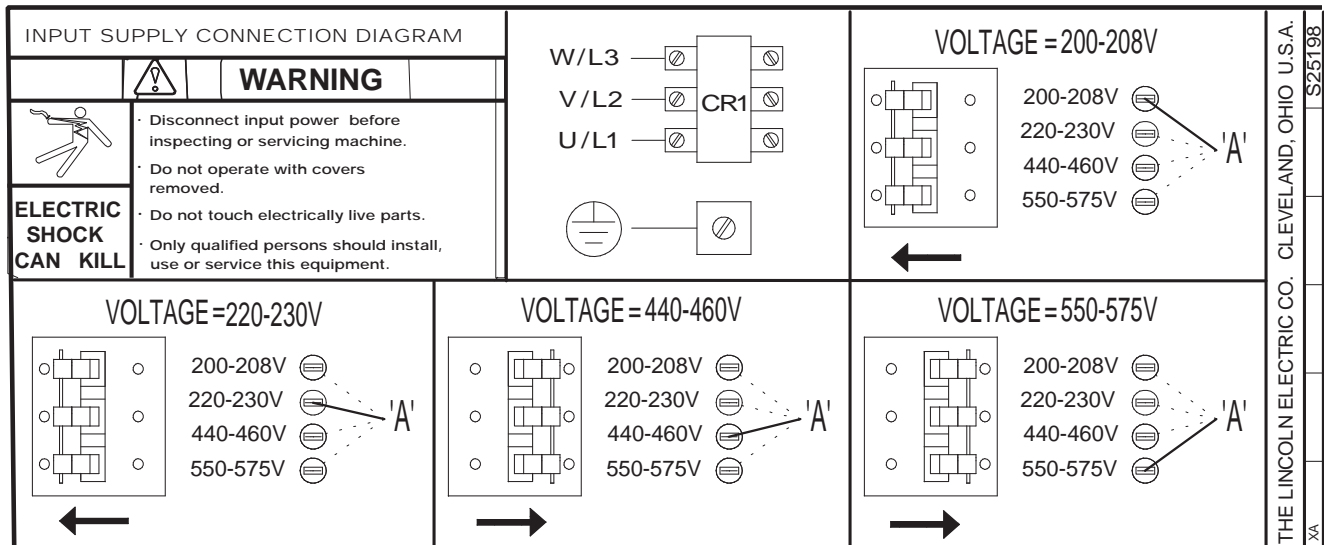 INPUT SUPPLY CONNECTION DIAGRAM
WARNING
ELECTRIC
SHOCK
CAN KILL
· Disconnect input power before
inspecting or servicing machine.
· Do not operate with covers
removed.
· Do not touch electrically live parts.
· Only qualified persons should install,
use or service this equipment.
W/L3
V/L2
U/L1
CR1
VOLTAGE = 200-208V
200-208V
220-230V
440-460V
550-575V
'A'
VOLTAGE = 220-230V
200-208V
220-230V
440-460V
550-575V
'A'
VOLTAGE = 440-460V
200-208V
220-230V
440-460V
550-575V
'A'
VOLTAGE = 550-575V
200-208V
220-230V
440-460V
550-575V
'A'
THE LINCOLN ELECTRIC CO. CLEVELAND, OHIO U.S.A.
S25198
XA